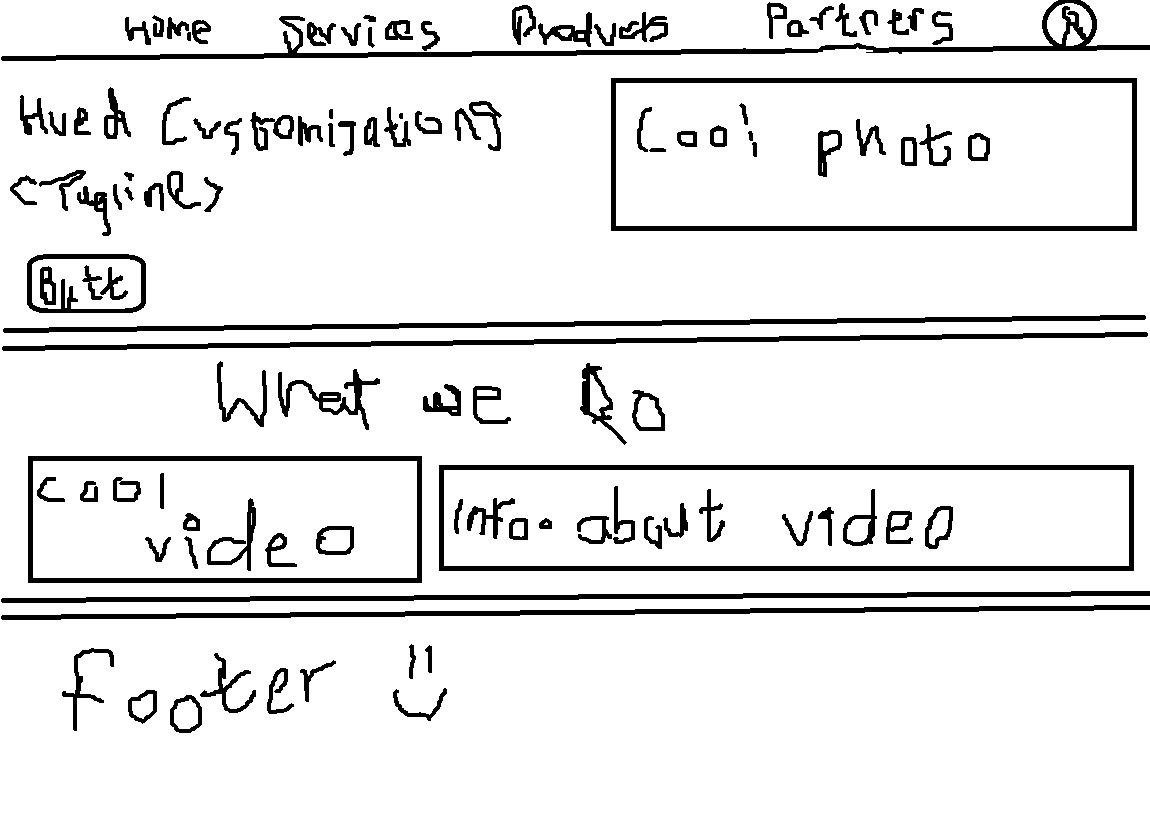 Home Services Products Partners
Hued Customization
<Tagline>
Cool photo
Butt
What we do
cool
video
info. about video
footer